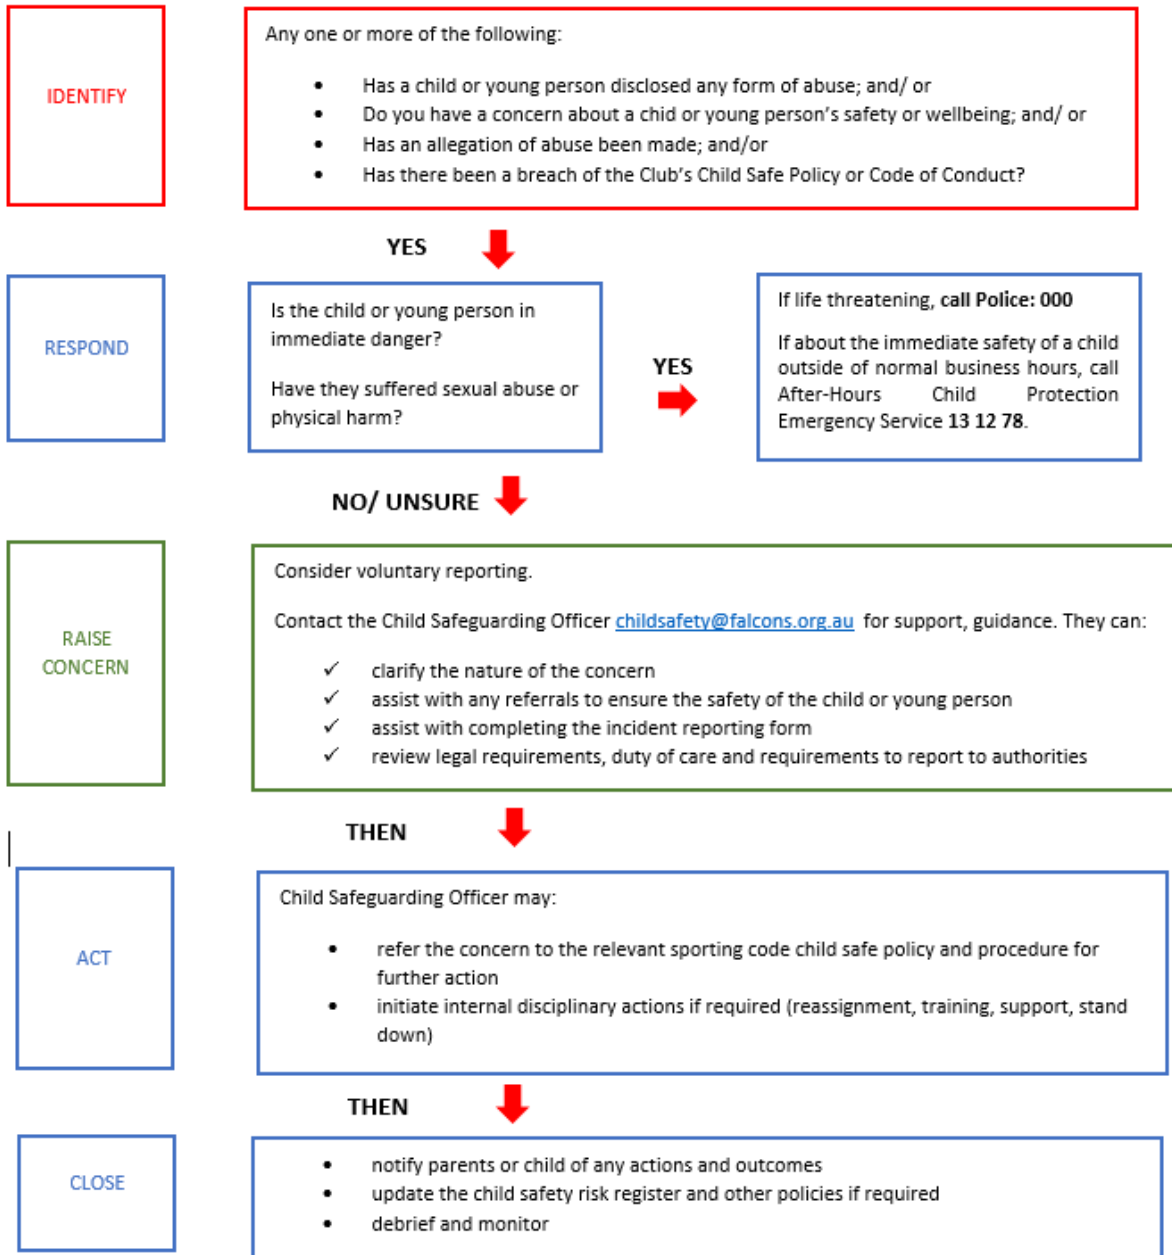 IDENTIFY
Any one or more of the following:
• Has a child or young person disclosed any form of abuse; and/ or
• Do you have a concern about a chid or young person's safety or wellbeing; and/ or
• Has an allegation of abuse been made; and/or
• Has there been a breach of the Club's Child Safe Policy or Code of Conduct?
YES
RESPOND
Is the child or young person in
immediate danger?
Have they suffered sexual abuse or
physical harm?
YES
If life threatening, call Police: 000
If about the immediate safety of a child
outside of normal business hours, call
After-Hours Child Protection
Emergency Service 13 12 78.
NO/ UNSURE
RAISE
CONCERN
Consider voluntary reporting.
Contact the Child Safeguarding Officer childsafety@falcons.org.au for support, guidance. They can:
✓ clarify the nature of the concern
✓ assist with any referrals to ensure the safety of the child or young person
✓ assist with completing the incident reporting form
✓ review legal requirements, duty of care and requirements to report to authorities
THEN
ACT
Child Safeguarding Officer may:
• refer the concern to the relevant sporting code child safe policy and procedure for
further action
• initiate internal disciplinary actions if required (reassignment, training, support, stand
down)
THEN
CLOSE
• notify parents or child of any actions and outcomes
• update the child safety risk register and other policies if required
• debrief and monitor